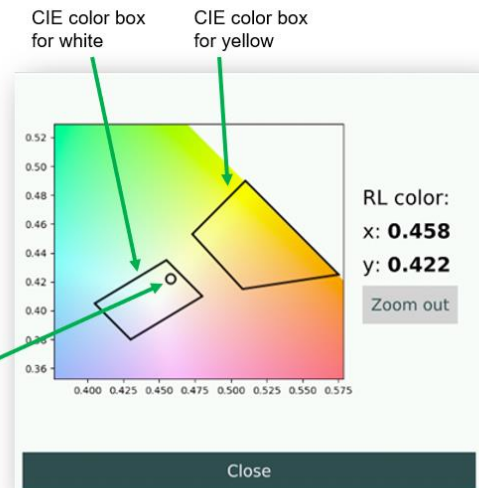 CIE color box
for white
CIE color box
for yellow
0.52
0.50
0.48
0.46
0.44
0.42
0.40
0.38
0.36
0.400 0.425 0.450 0.475 0.500 0.525 0.550 0.575
RL color:
x: 0.458
y: 0.422
Zoom out
Close